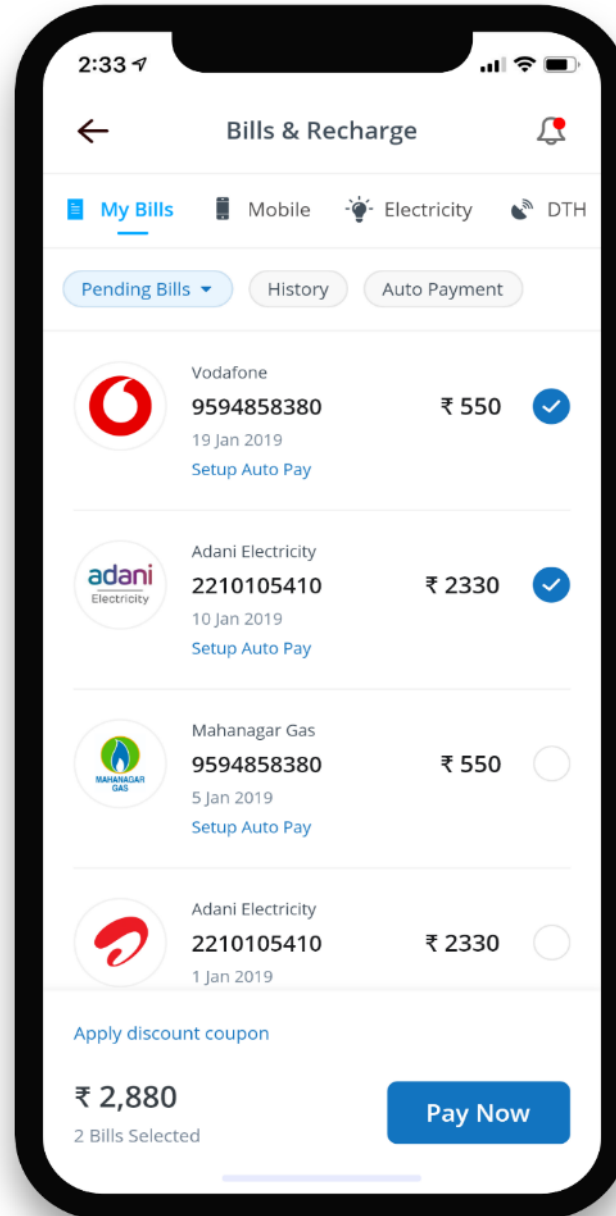 2:33
Bills & Recharge
My Bills Mobile Electricity DTH
Pending Bills History Auto Payment
Vodafone
9594858380 ₹ 550
19 Jan 2019
Setup Auto Pay
adani
Electricity
Adani Electricity
2210105410 ₹ 2330
10 Jan 2019
Setup Auto Pay
MAHANAGAR
GAS
Mahanagar Gas
9594858380 ₹ 550
5 Jan 2019
Setup Auto Pay
Adani Electricity
2210105410 ₹ 2330
1 Jan 2019
Apply discount coupon
₹ 2,880
2 Bills Selected
Pay Now